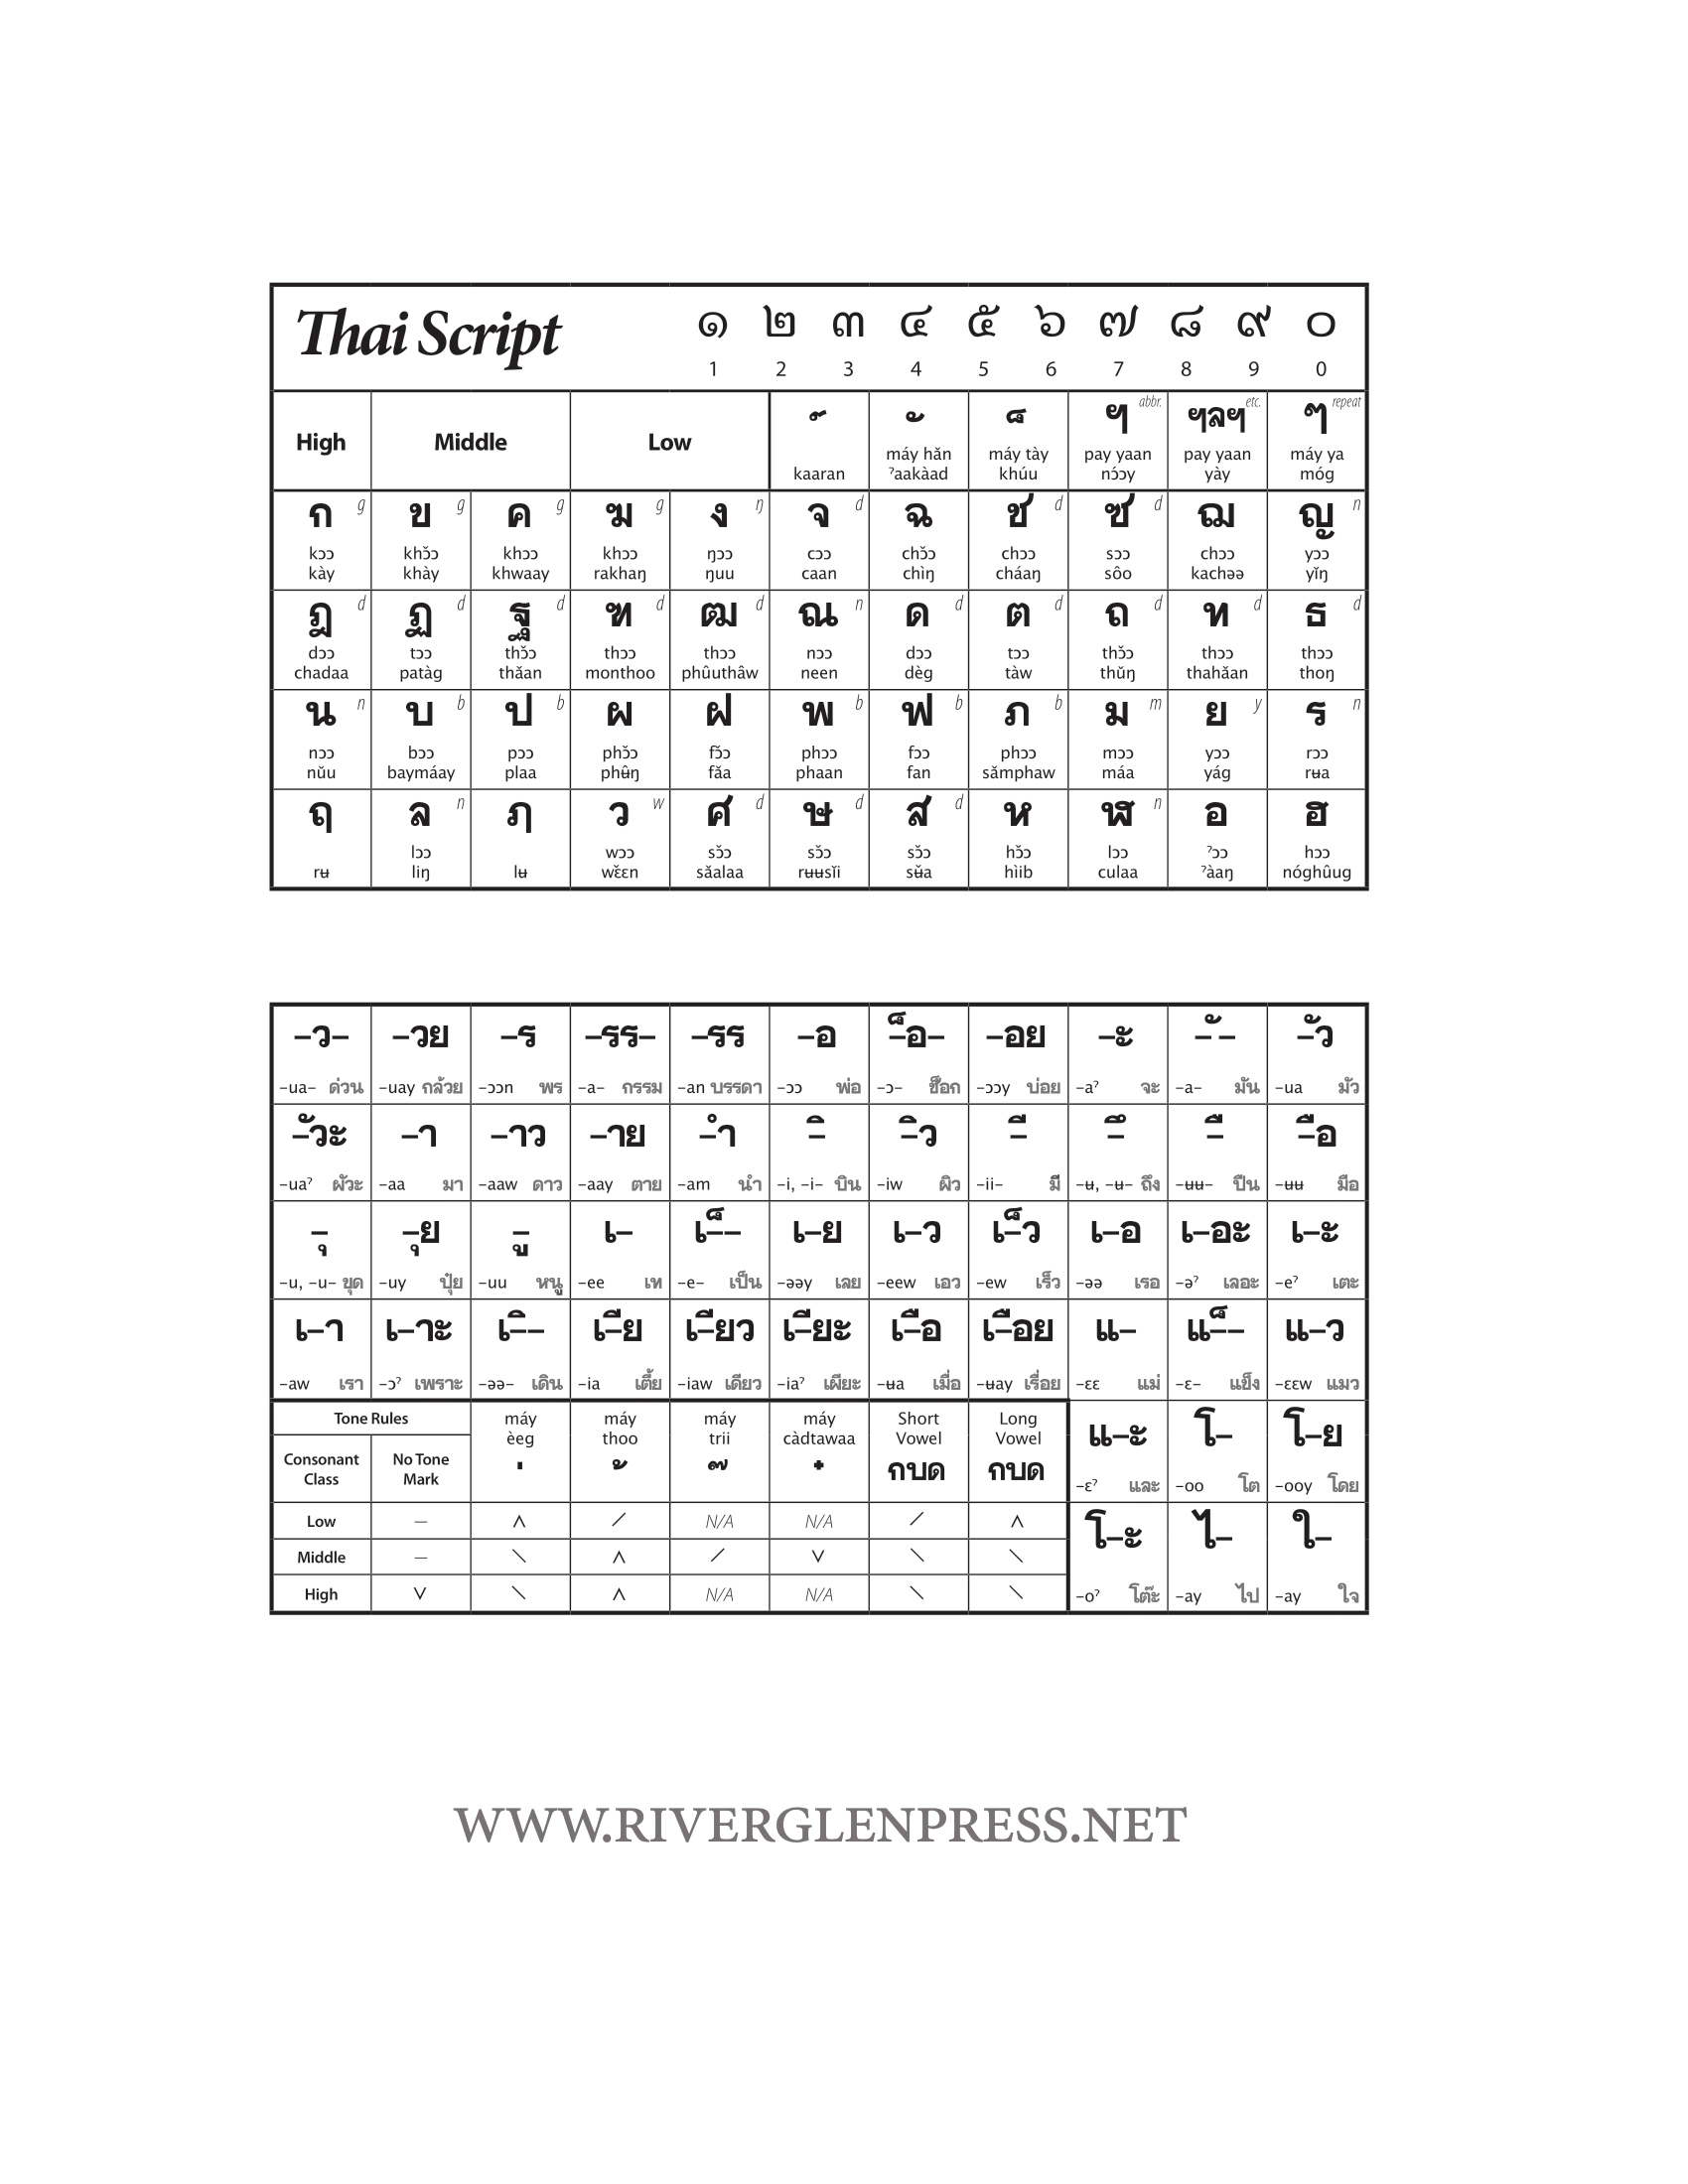 Thai Script ๑ ๒ ๓ ๔ ๕ ๖ ๗ ๘ ๙ ๐
1 2 3 4 5 6 7 8 9 0
High Middle Low ์ ั ็ ฯ abbr. ฯลฯ etc. ๆ repeat
máy hăn máy tày pay yaan pay yaan máy ya
kaaran ˀaakàad khúu nɔ́ɔy yày móg
ก g ข g ค g ฆ g ง ŋ จ d ฉ ช d ซ d ฌ ญ n
kɔɔ khɔ̌ɔ khɔɔ khɔɔ ŋɔɔ cɔɔ chɔ̌ɔ chɔɔ sɔɔ chɔɔ yɔɔ
kày khày khwaay rakhaŋ ŋuu caan chìŋ cháaŋ sôo kachəə yĭŋ
ฎ d ฏ d ฐ d ฑ d ฒ d ณ n ด d ต d ถ d ท d ธ d
dɔɔ tɔɔ thɔ̌ɔ thɔɔ thɔɔ nɔɔ dɔɔ tɔɔ thɔ̌ɔ thɔɔ thɔɔ
chadaa patàg thăan monthoo phûuthâw neen dèg tàw thŭŋ thahăan thoŋ
น n บ b ป b ผ ฝ พ b ฟ b ภ b ม m ย y ร n
nɔɔ bɔɔ pɔɔ phɔ̌ɔ fɔ̌ɔ phɔɔ fɔɔ phɔɔ mɔɔ yɔɔ rɔɔ
nŭu baymáay plaa phʉ̂ŋ făa phaan fan sămphaw máa yág rʉa
ฤ ล n ฦ ว w ศ d ษ d ส d ห ฬ n อ ฮ
lɔɔ wɔɔ sɔ̌ɔ sɔ̌ɔ sɔ̌ɔ hɔ̌ɔ lɔɔ ˀɔɔ hɔɔ
rʉ liŋ lʉ wɛ̌ɛn săalaa rʉʉsĭi sʉ̌a hìib culaa ˀàaŋ nóghûug
–ว– –วย –ร –รร– –รร –อ –็อ– –อย –ะ –ั– –ัว
–ua– ด่วน –uay กล้วย –ɔɔn พร –a– กรรม –an บรรดา –ɔɔ พ่อ –ɔ– ช็อก –ɔɔy บ่อย –aˀ จะ –a– มัน –ua มัว
–ัวะ –า –าว –าย –ำ –ิ –ิว –ี –ึ –ื –ือ
–uaˀ ผัวะ –aa มา –aaw ดาว –aay ตาย –am นำ –i, –i– บิน –iw ผิว –ii– มี –ʉ, –ʉ– ถึง –ʉʉ– ปืน –ʉʉ มือ
–ุ –ุย –ู เ– เ–็– เ–ย เ–ว เ–็ว เ–อ เ–อะ เ–ะ
–u, –u– ขุด –uy ปุ๋ย –uu หนู –ee เท –e– เป็น –əəy เลย –eew เอว –ew เร็ว –əə เรอ –əˀ เลอะ –eˀ เตะ
เ–า เ–าะ เ–ิ– เ–ีย เ–ียว เ–ียะ เ–ือ เ–ือย แ– แ–็– แ–ว
–aw เรา –ɔˀ เพราะ –əə– เดิน –ia เตี้ย –iaw เดียว –iaˀ เผียะ –ʉa เมื่อ –ʉay เรื่อย –ɛɛ แม่ –ɛ– แข็ง –ɛɛw แมว
Tone Rules máy máy máy máy Short Long
èeg thoo trii càdtawaa Vowel Vowel
Consonant No Tone ่ ้ ๊ ๋ กบด กบด แ–ะ โ– โ–ย
Class Mark
–ɛˀ และ –oo โต –ooy โดย
Low — ∧ ⟋ N/A N/A ⟋ ∧ โ–ะ ไ– ใ–
Middle — ⟍ ∧ ⟋ ∨ ⟍ ⟍
High ∨ ⟍ ∧ N/A N/A ⟍ ⟍ –oˀ โต๊ะ –ay ไป –ay ใจ
WWW.RIVERGLENPRESS.NET